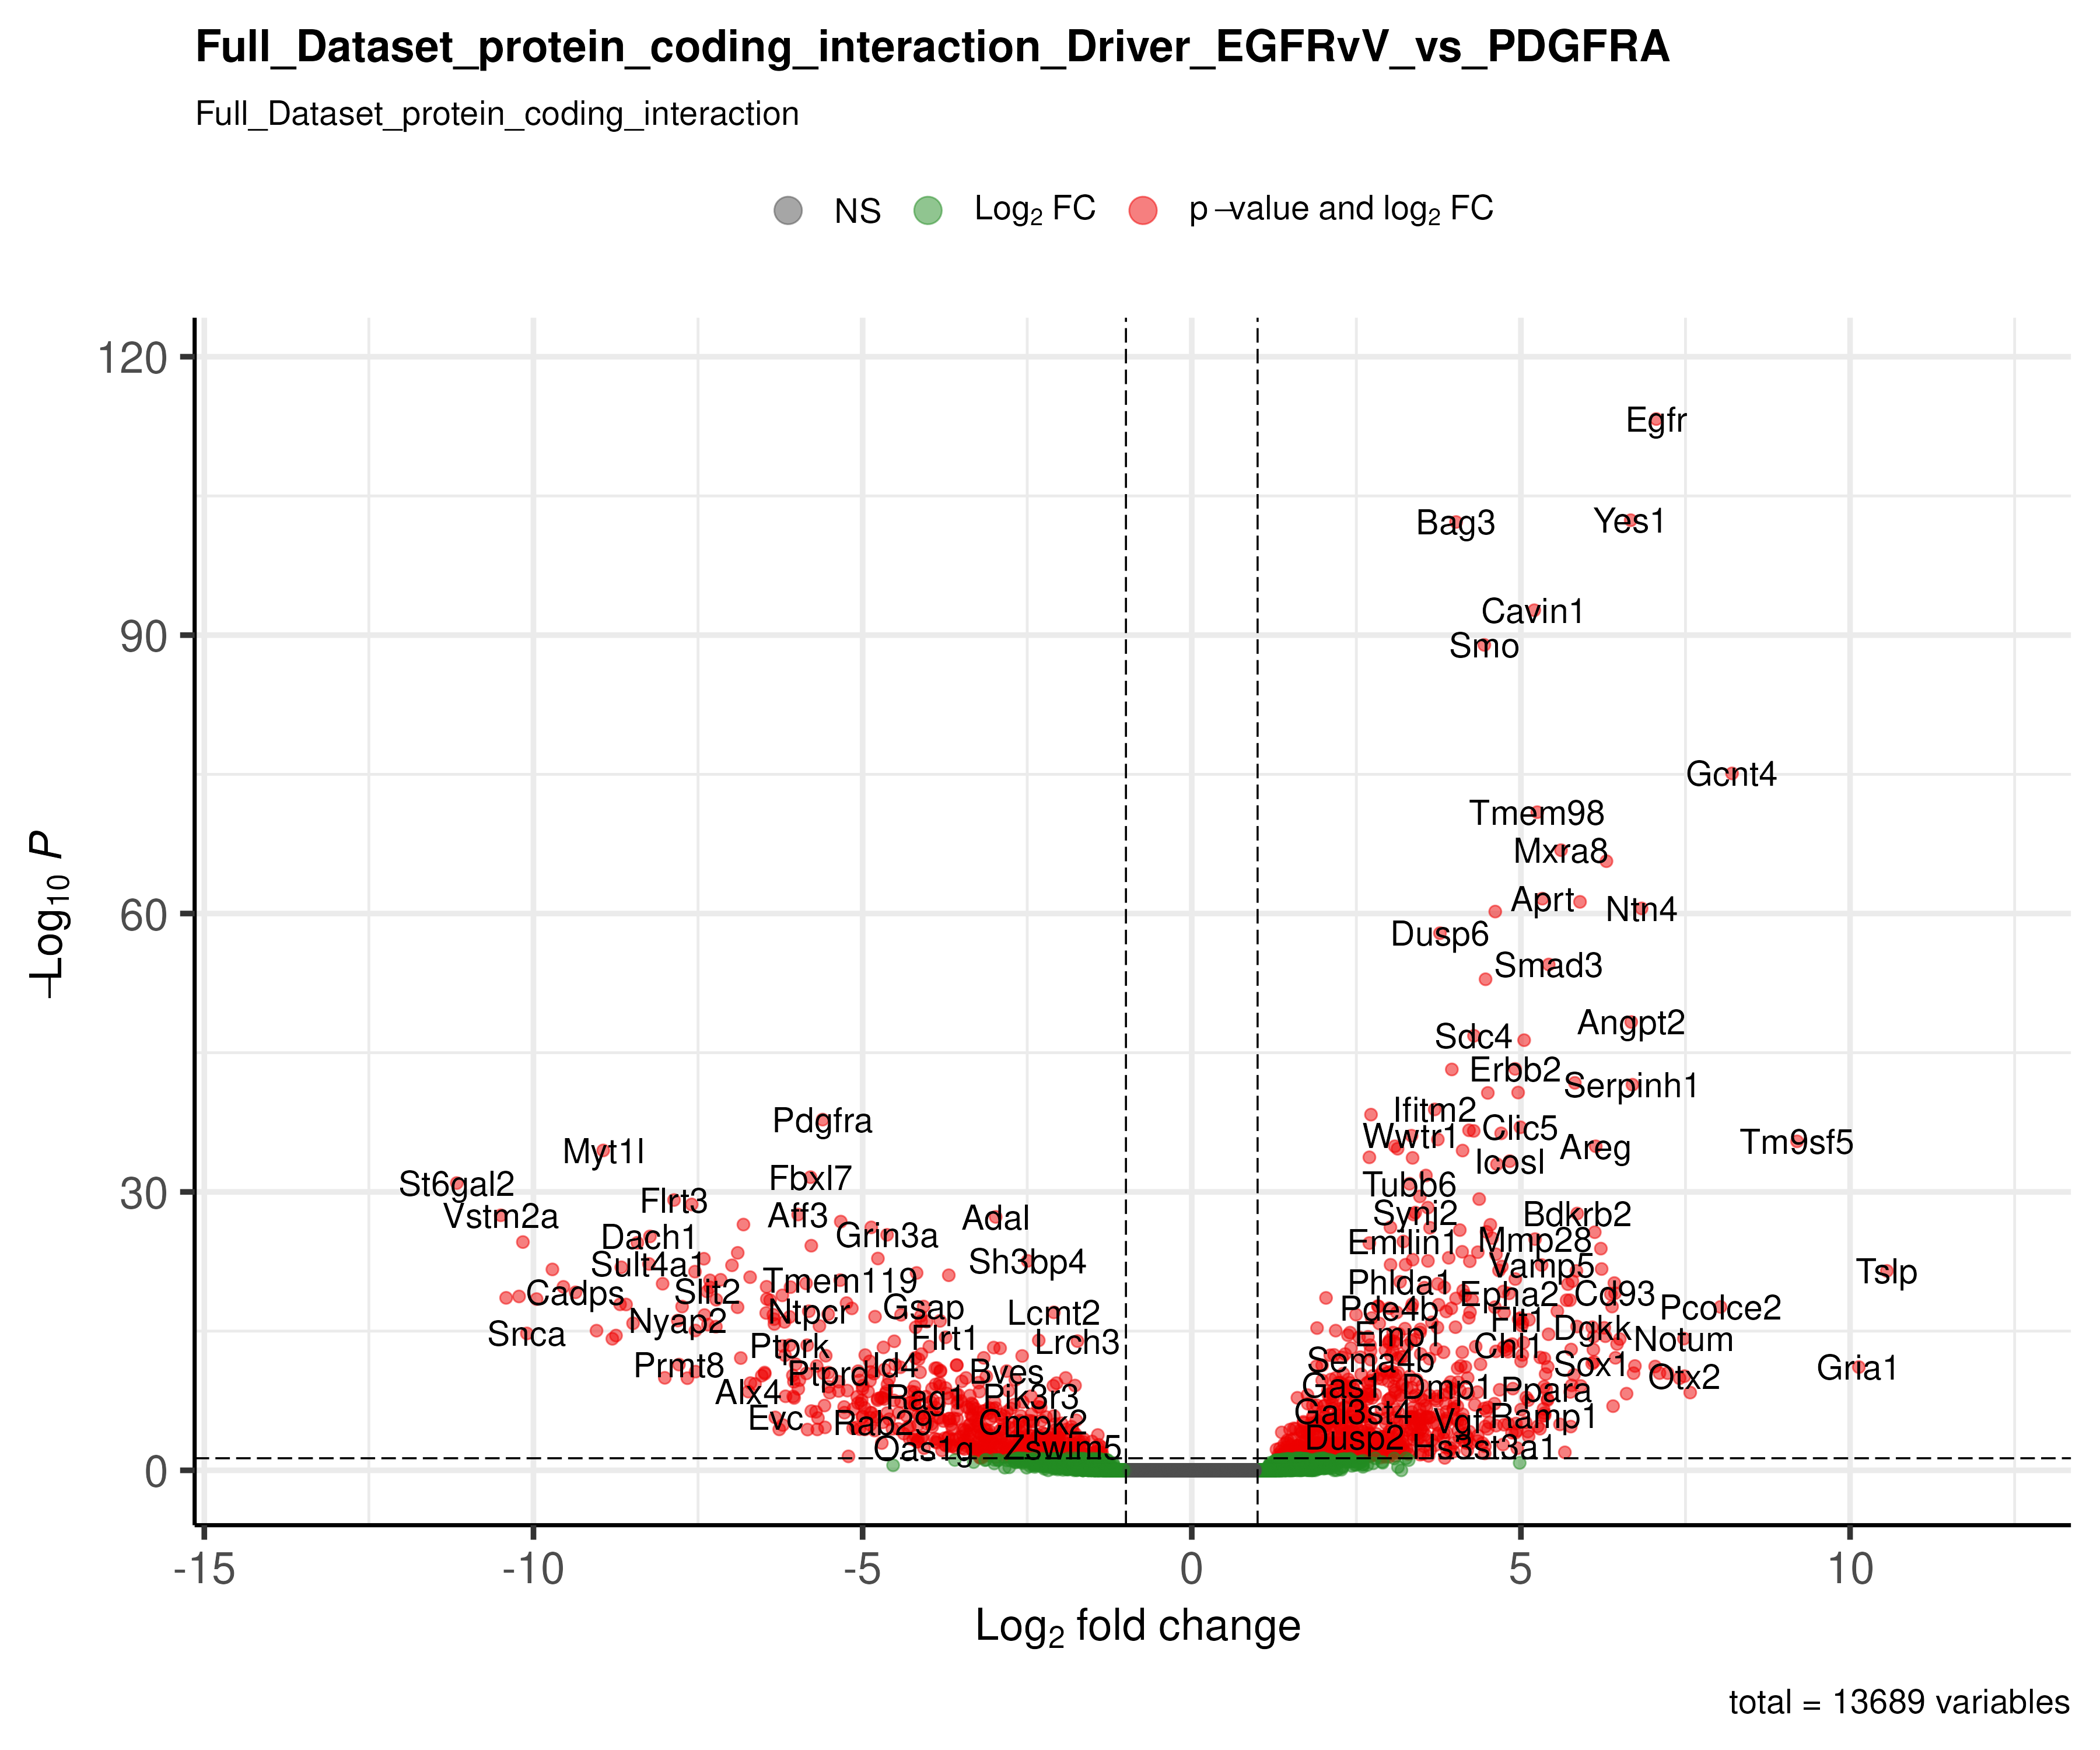 Full_Dataset_protein_coding_interaction_Driver_EGFRvV_vs_PDGFRA
Full_Dataset_protein_coding_interaction
NS Log2 FC p−value and log2 FC
120
Egfr
Bag3 Yes1
Cavin1
90
Smo
Gcnt4
Tmem98
Mxra8
Aprt Ntn4
60
Dusp6
Smad3
Angpt2
Sdc4
Erbb2
Serpinh1
Ifitm2
Pdgfra Wwtr1 Clic5
Myt1l Areg Tm9sf5
Icosl
St6gal2 Fbxl7 Tubb6
30
Flrt3
Vstm2a Aff3 Adal Synj2 Bdkrb2
Dach1 Grin3a Emilin1 Mmp28
Sult4a1 Sh3bp4 Vamp5 Tslp
Cadps Slit2 Tmem119 Phlda1 Epha2 Cd93
Nyap2 Ntpcr Gsap Lcmt2 Pde4b Flt1 Pcolce2
Snca Flrt1 Lrch3 Emp1 Chl1 Dgkk Notum
Prmt8 Ptprk Id4 Sema4b Sox1 Gria1
Ptprd Bves Otx2
Alx4 Rag1 Pik3r3 Gas1 Dmp1 Ppara
Evc Rab29 Cmpk2 Gal3st4 Vgf Ramp1
Oas1g Zswim5 Dusp2 Hs3st3a1
0
−Log10 P
-15 -10 -5 0 5 10
Log2 fold change
total = 13689 variables